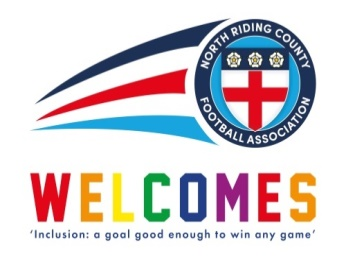 NORTH RIDING COUNTY
FOOTBALL ASSOCIATION
WELCOMES
'Inclusion: a goal good enough to win any game'